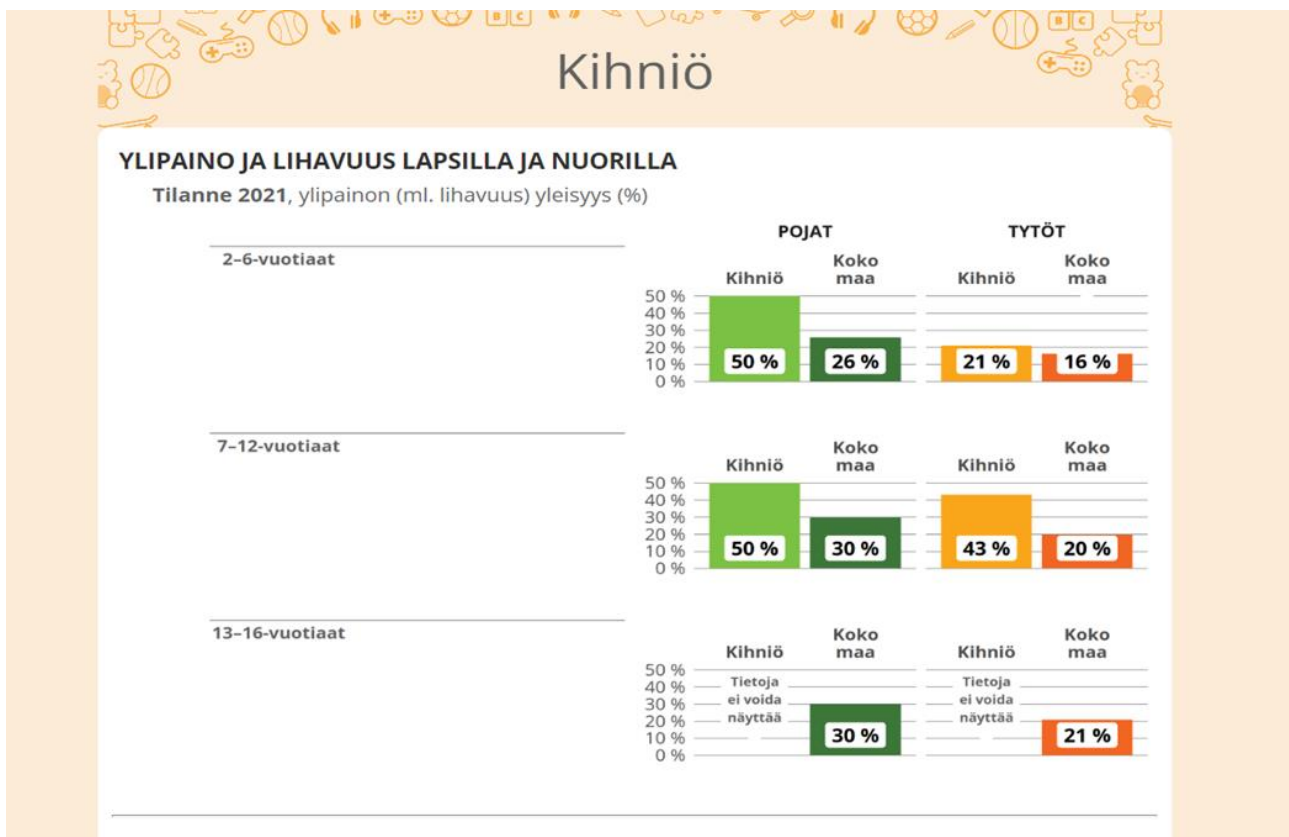 B C
B C
Kihniö
YLIPAINO JA LIHAVUUS LAPSILLA JA NUORILLA
Tilanne 2021, ylipainon (ml. lihavuus) yleisyys (%)
POJAT TYTÖT
2–6-vuotiaat
Kihniö Koko maa Kihniö Koko maa
50 %
40 %
30 %
20 %
10 %
0 %
50 % 26 % 21 % 16 %
7–12-vuotiaat
Kihniö Koko maa Kihniö Koko maa
50 %
40 %
30 %
20 %
10 %
0 %
50 % 30 % 43 % 20 %
13–16-vuotiaat
Kihniö Koko maa Kihniö Koko maa
50 %
40 %
30 %
20 %
10 %
0 %
Tietoja
ei voida
näyttää
30 %
Tietoja
ei voida
näyttää
21 %